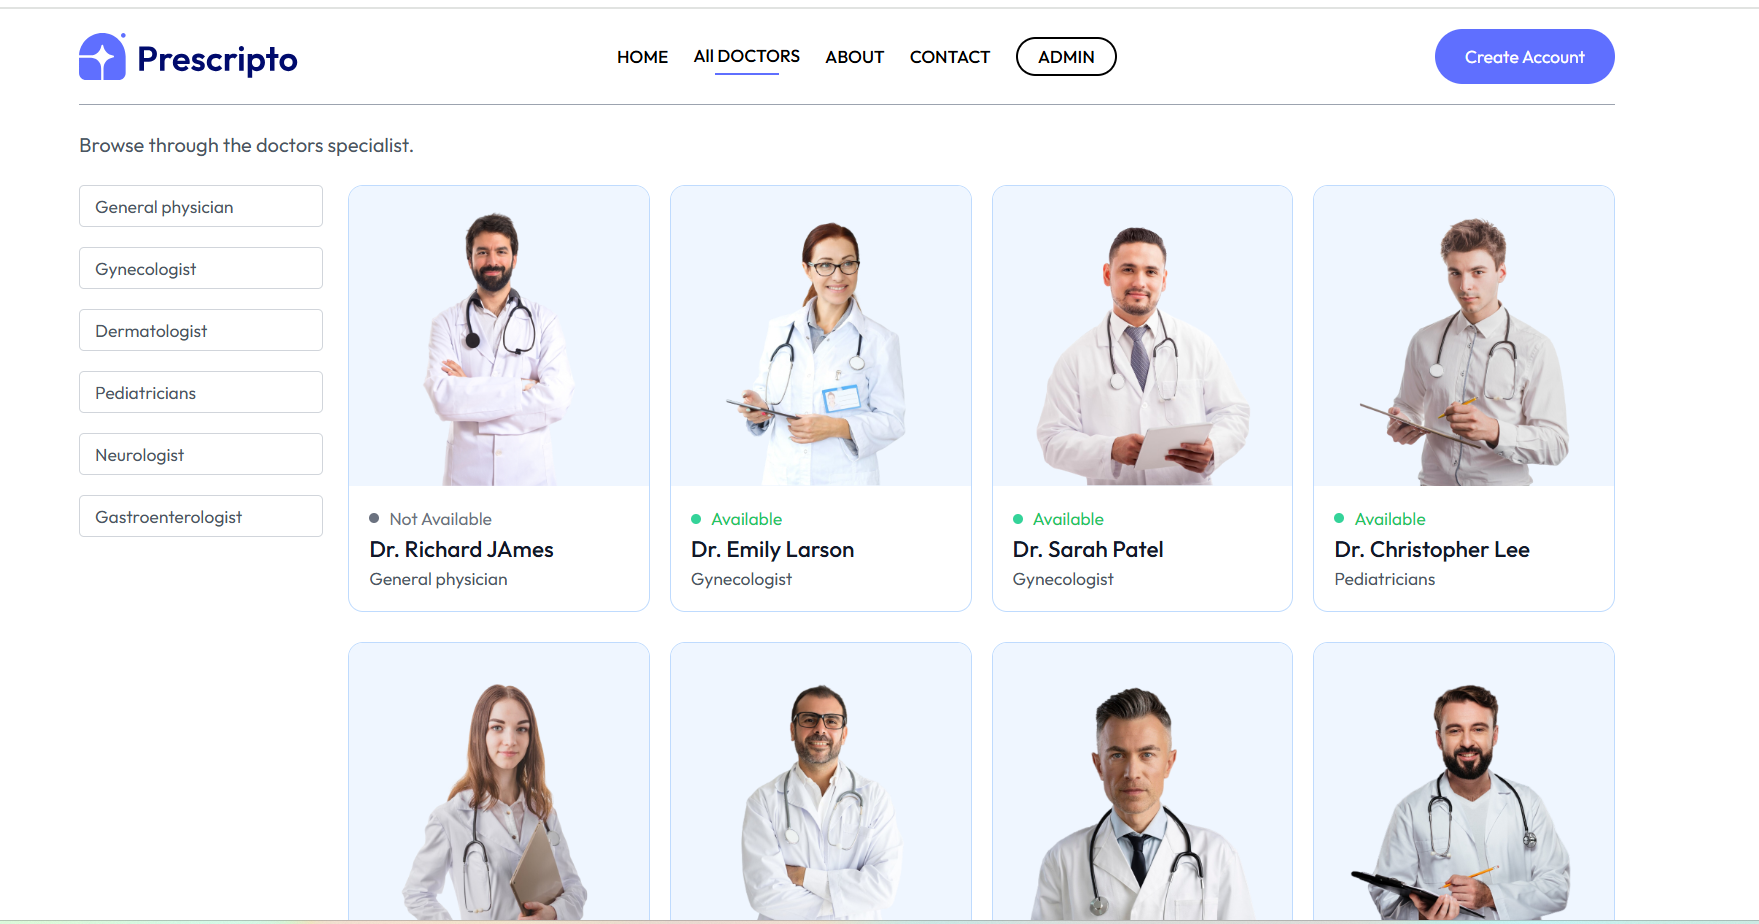 Prescripto
HOME
All DOCTORS
ABOUT
CONTACT
ADMIN
Create Account
Browse through the doctors specialist.
General physician
Gynecologist
Dermatologist
Pediatricians
Neurologist
Gastroenterologist
Not Available
Dr. Richard JAmes
General physician
Available
Dr. Emily Larson
Gynecologist
Available
Dr. Sarah Patel
Gynecologist
Available
Dr. Christopher Lee
Pediatricians